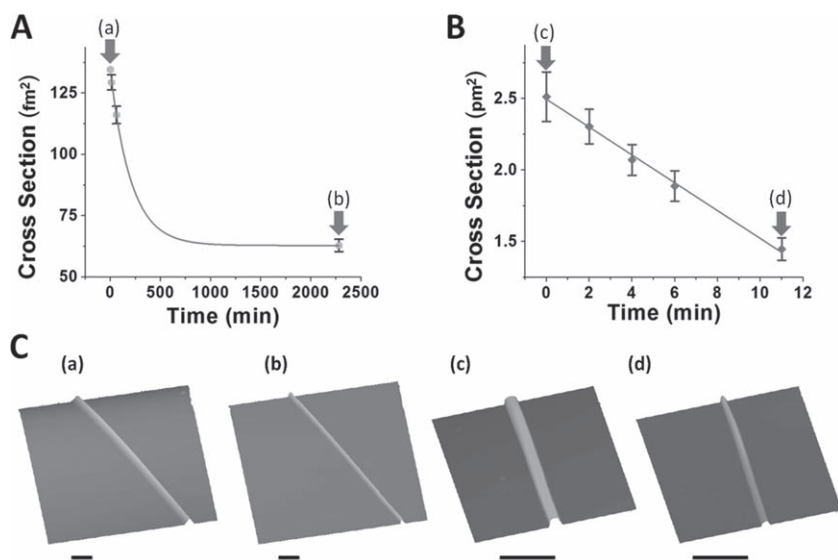 A
(a)
Cross Section (fm²)
125
100
75
50
(b)
0 500 1000 1500 2000 2500
Time (min)
B
(c)
Cross Section (pm²)
2.5
2.0
1.5
(d)
0 2 4 6 8 10 12
Time (min)
C
(a) (b) (c) (d)